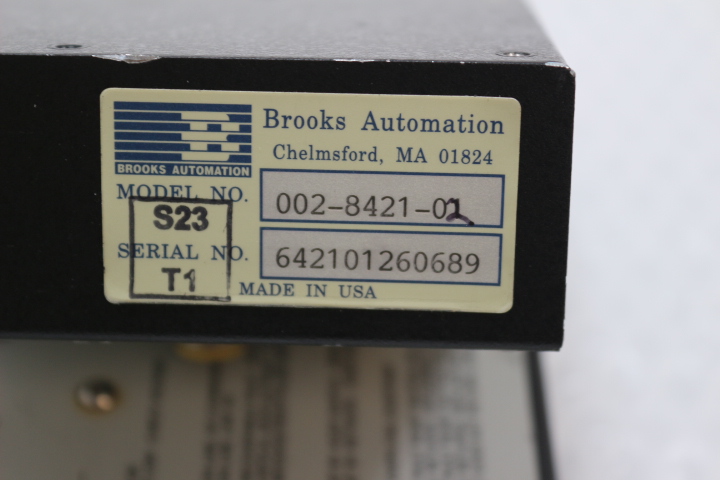 Brooks Automation
Chelmsford, MA 01824
B
BROOKS AUTOMATION
MODEL NO. 002-8421-02
S23
SERIAL NO. 642101260689
T1
MADE IN USA